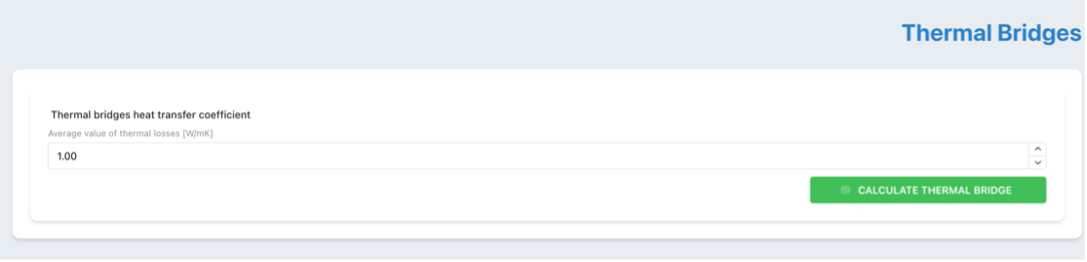 Thermal Bridges
Thermal bridges heat transfer coefficient
Average value of thermal losses [W/mK]
1.00
CALCULATE THERMAL BRIDGE